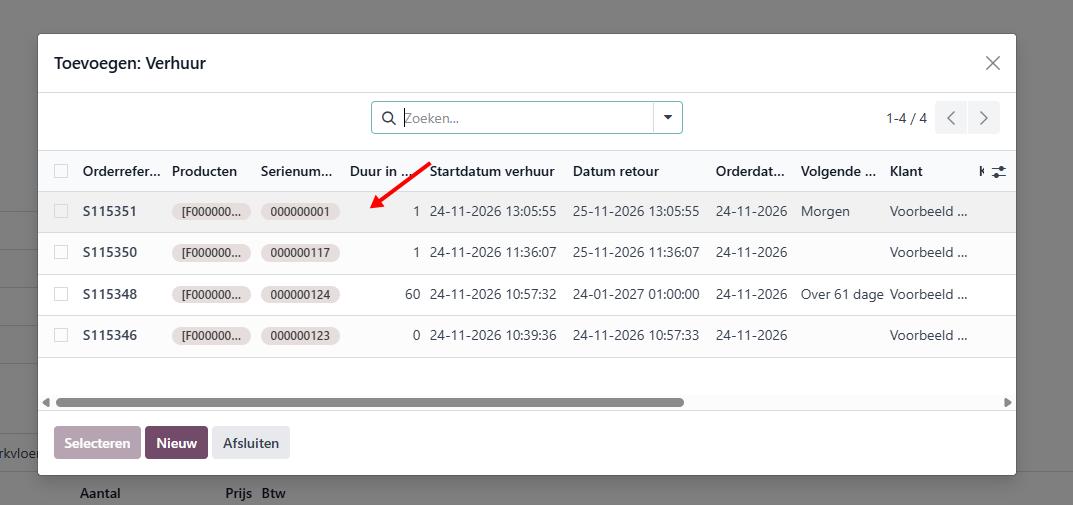 Toevoegen: Verhuur
Zoeken...
1-4 / 4
Orderrefer... Producten Serienum... Duur in ... Startdatum verhuur Datum retour Orderdat... Volgende ... Klant
S115351 [F000000... 000000001 1 24-11-2026 13:05:55 25-11-2026 13:05:55 24-11-2026 Morgen Voorbeeld ...
S115350 [F000000... 000000117 1 24-11-2026 11:36:07 25-11-2026 11:36:07 24-11-2026 Voorbeeld ...
S115348 [F000000... 000000124 60 24-11-2026 10:57:32 24-01-2027 01:00:00 24-11-2026 Over 61 dage Voorbeeld ...
S115346 [F000000... 000000123 0 24-11-2026 10:39:36 24-11-2026 10:57:33 24-11-2026 Voorbeeld ...
Selecteren Nieuw Afsluiten
rkvloe
Aantal Prijs Btw